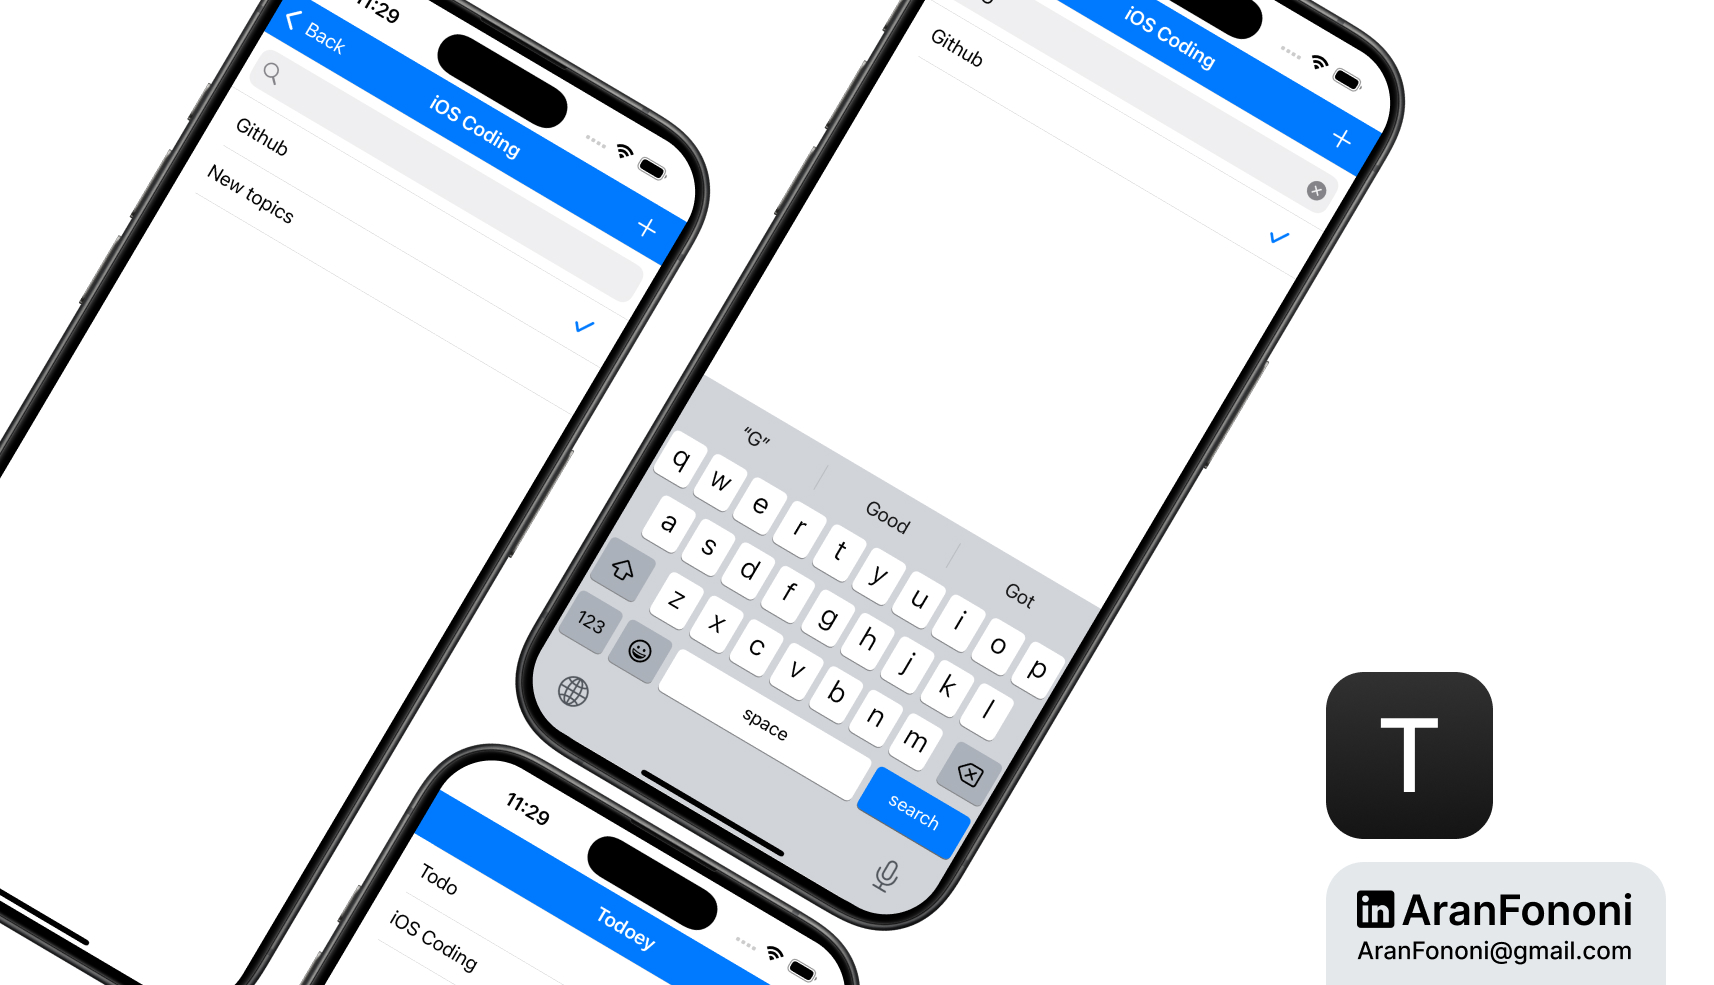 11:29
Back
iOS Coding
Github
New topics
iOS Coding
Github
"G"
Good
Got
q w e r t y u i o p
a s d f g h j k l
z x c v b n m
123
space
search
11:29
Todoey
Todo
iOS Coding
T
in AranFononi
AranFononi@gmail.com